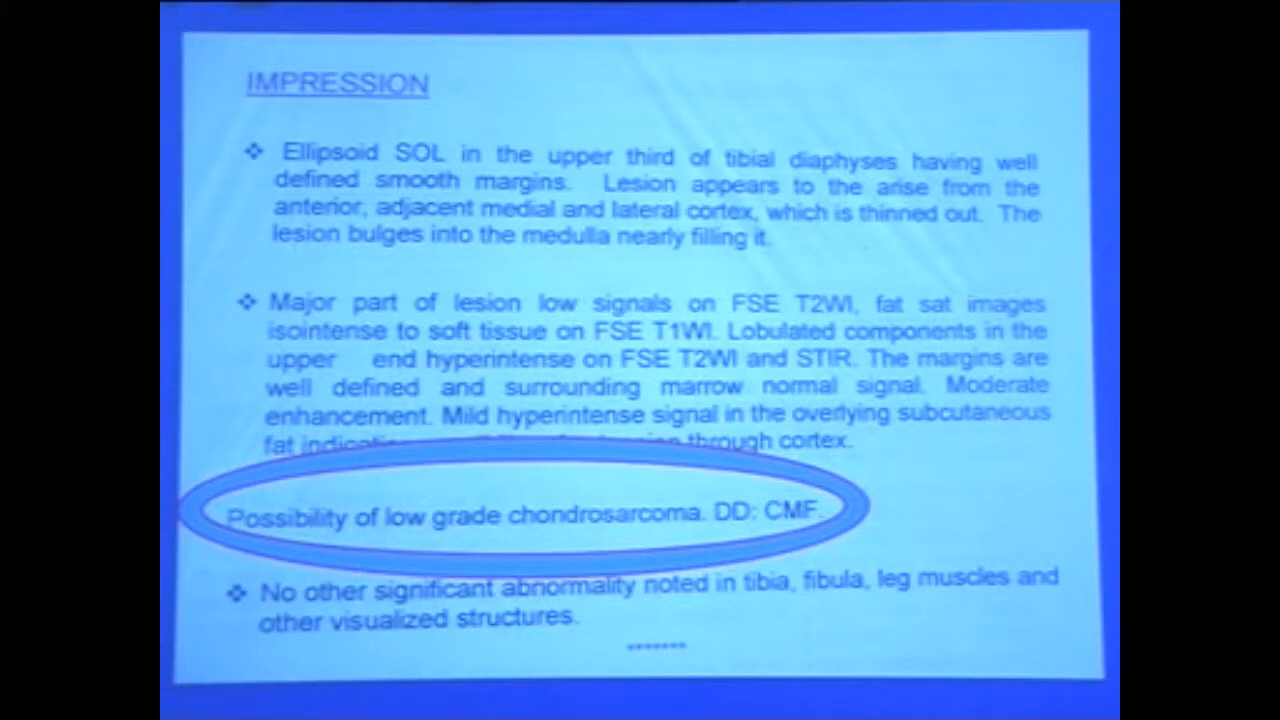 IMPRESSION
❖ Ellipsoid SOL in the upper third of tibial diaphyses having well
defined smooth margins. Lesion appears to the arise from the
anterior, adjacent medial and lateral cortex, which is thinned out. The
lesion bulges into the medulla nearly filling it.
❖ Major part of lesion low signals on FSE T2WI, fat sat images
isointense to soft tissue on FSE T1WI. Lobulated components in the
upper end hyperintense on FSE T2WI and STIR. The margins are
well defined and surrounding marrow normal signal. Moderate
enhancement. Mild hyperintense signal in the overlying subcutaneous
fat through cortex.
Possibility of low grade chondrosarcoma. DD: CMF.
❖ No other significant abnormality noted in tibia, fibula, leg muscles and
other visualized structures.
*******